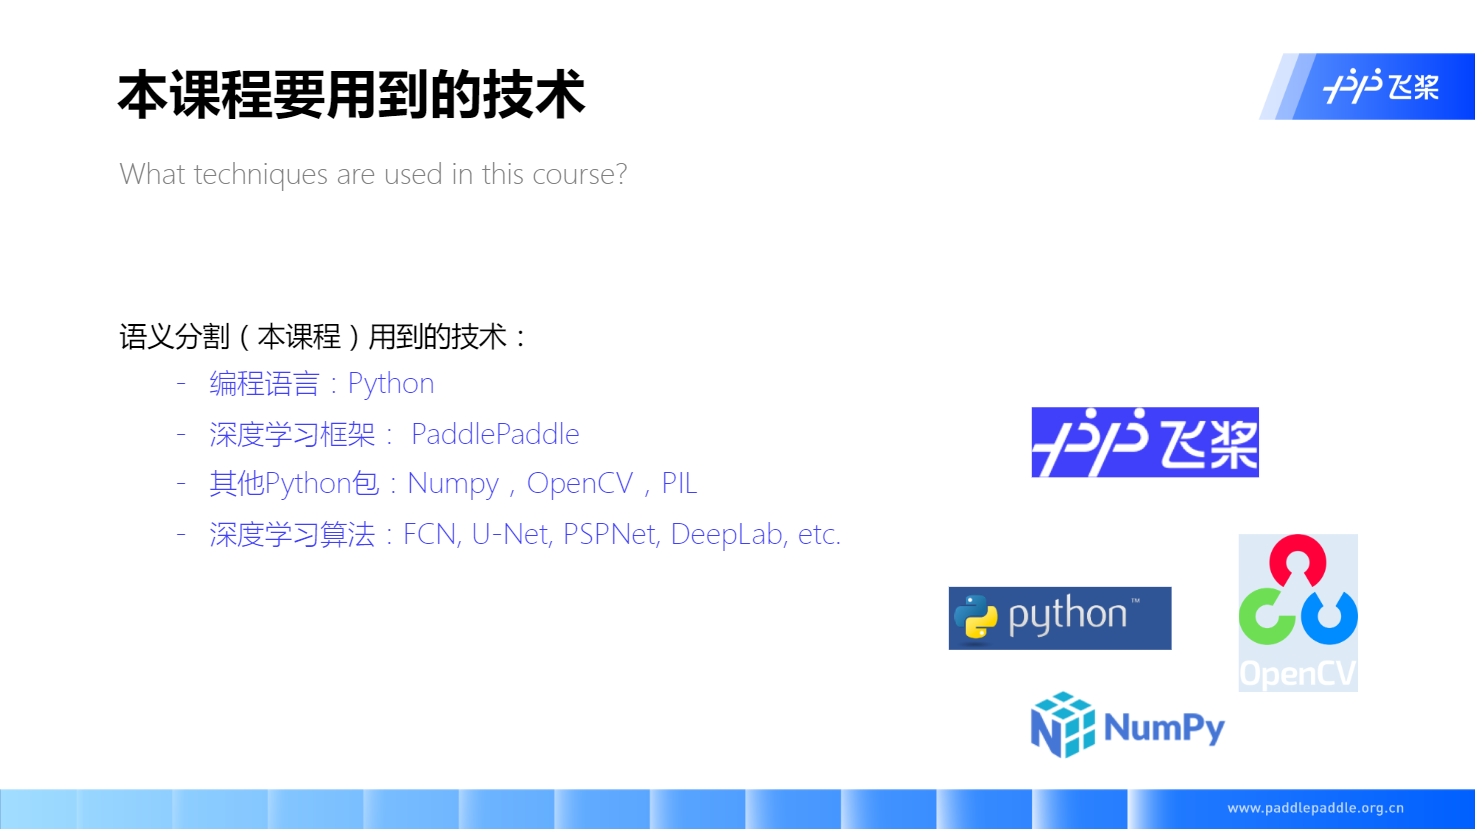 本课程要用到的技术
飞桨
What techniques are used in this course?
语义分割（本课程）用到的技术：
- 编程语言：Python
- 深度学习框架： PaddlePaddle
- 其他Python包：Numpy，OpenCV，PIL
- 深度学习算法：FCN, U-Net, PSPNet, DeepLab, etc.
飞桨
python™
OpenCV
NumPy
www.paddlepaddle.org.cn